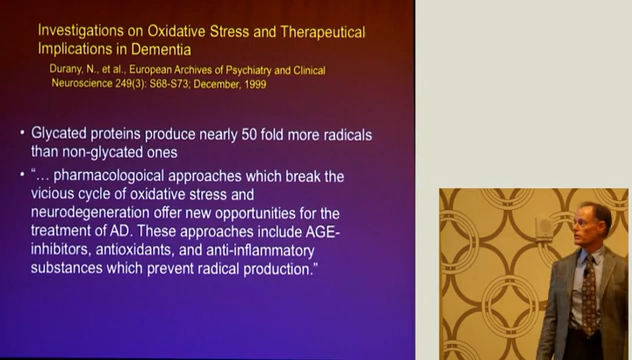 Investigations on Oxidative Stress and Therapeutical
Implications in Dementia
Durany, N., et al., European Archives of Psychiatry and Clinical
Neuroscience 249(3): S68-S73; December, 1999
• Glycated proteins produce nearly 50 fold more radicals
than non-glycated ones
• “… pharmacologoical approaches which break the
vicious cycle of oxidative stress and
neurodegeneration offer new opportunities for the
treatment of AD. These approaches include AGE-
inhibitors, antioxidants, and anti-inflammatory
substances which prevent radical production.”